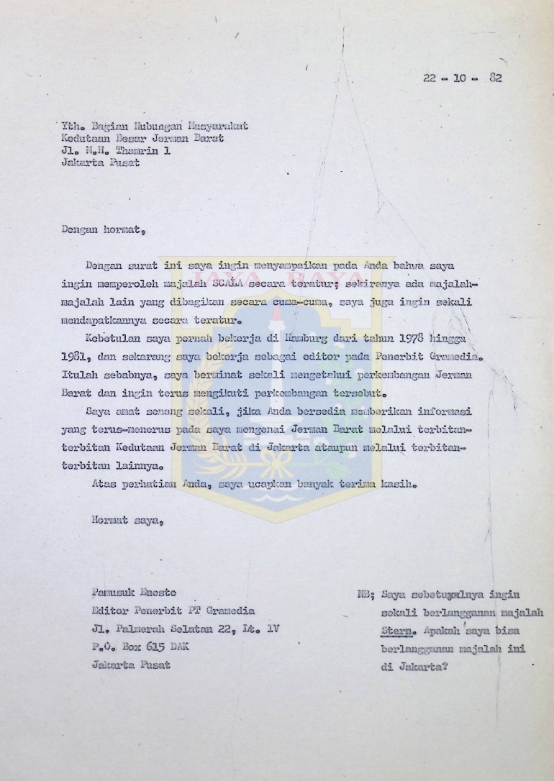 22 - 10 - 82
Yth. Bagian Hubungan Masyarakat
Kedutaan Besar Jerman Barat
Jl. M.H. Thamrin 1
Jakarta Pusat
Dengan hormat,
Dengan surat ini saya ingin menyampaikan pada Anda bahwa saya
ingin memperoleh majalah SCALA secara teratur; sekiranya ada majalah-
majalah lain yang dibagikan secara cuma-cuma, saya juga ingin sekali
mendapatkannya secara teratur.
Kebetulan saya pernah bekerja di Hamburg dari tahun 1978 hingga
1981, dan sekarang saya bekerja sebagai editor pada Penerbit Gramedia.
Itulah sebabnya, saya berminat sekali mengetahui perkembangan Jerman
Barat dan ingin terus mengikuti perkembangan tersebut.
Saya amat senang sekali, jika Anda bersedia memberikan informasi
yang terus-menerus pada saya mengenai Jerman Barat melalui terbitan-
terbitan Kedutaan Jerman Barat di Jakarta ataupun melalui terbitan-
terbitan lainnya.
Atas perhatian Anda, saya ucapkan banyak terima kasih.
Hormat saya,
Pamusuk Eneste
Editor Penerbit PT Gramedia
Jl. Palmerah Selatan 22, Lt. IV
P.O. Box 615 DAK
Jakarta Pusat
NB; Saya sebetulnya ingin
sekali berlangganan majalah
Stern. Apakah saya bisa
berlangganan majalah ini
di Jakarta?
JAYA RAYA